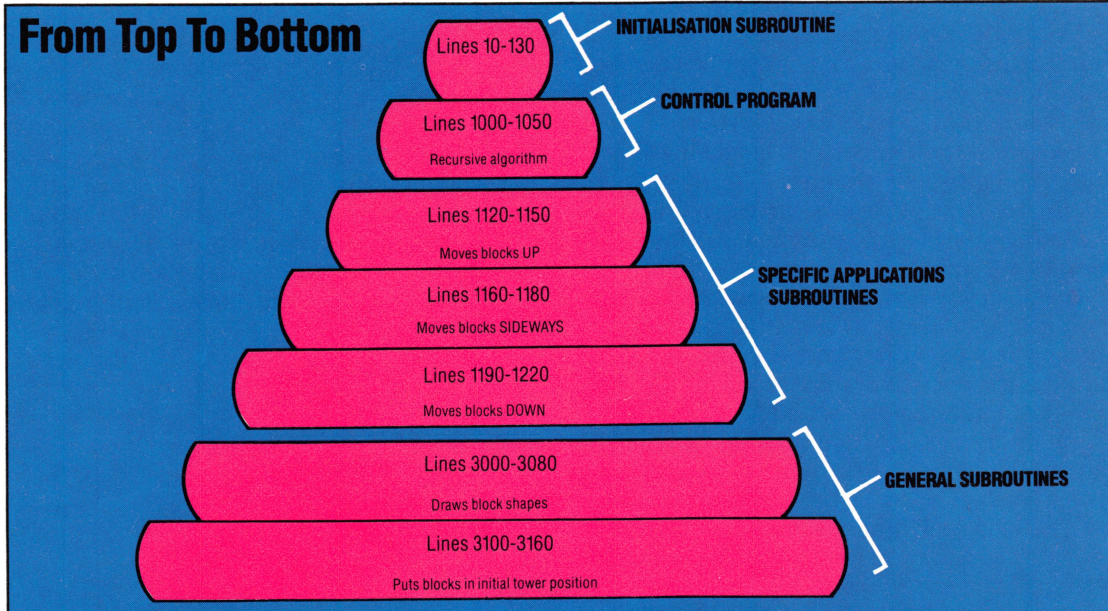 From Top To Bottom
Lines 10-130
INITIALISATION SUBROUTINE
Lines 1000-1050
Recursive algorithm
CONTROL PROGRAM
Lines 1120-1150
Moves blocks UP
Lines 1160-1180
Moves blocks SIDEWAYS
Lines 1190-1220
Moves blocks DOWN
SPECIFIC APPLICATIONS
SUBROUTINES
Lines 3000-3080
Draws block shapes
Lines 3100-3160
Puts blocks in initial tower position
GENERAL SUBROUTINES